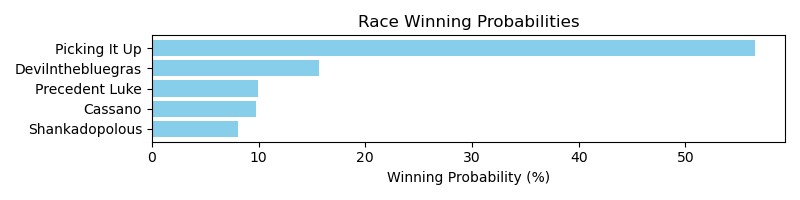 Race Winning Probabilities
Picking It Up
Devilnthebluegras
Precedent Luke
Cassano
Shankadopolous
0 10 20 30 40 50
Winning Probability (%)